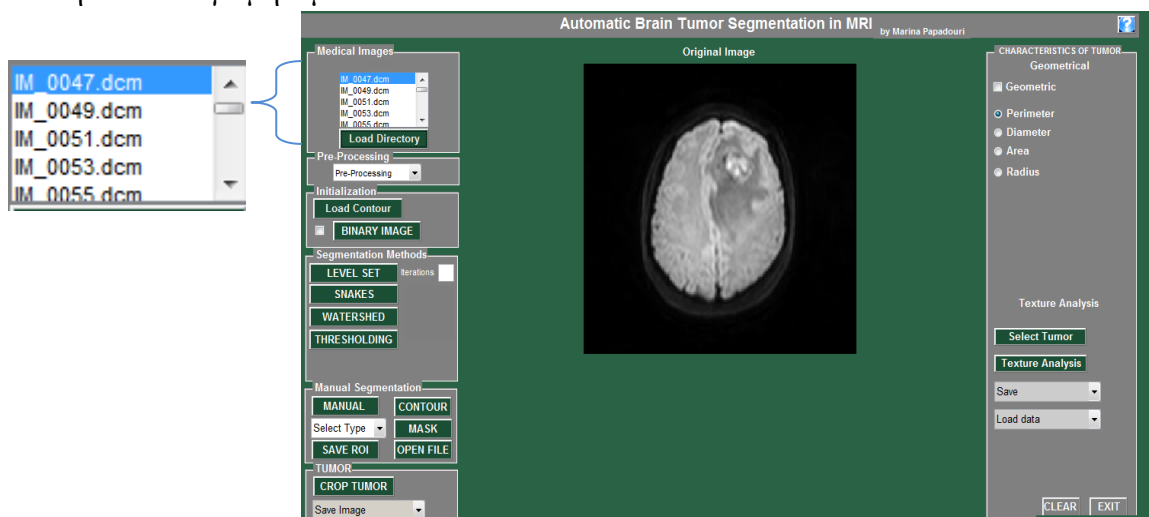 IM_0047.dcm
IM_0049.dcm
IM_0051.dcm
IM_0053.dcm
IM_0055.dcm
Automatic Brain Tumor Segmentation in MRI by Marina Papadouri
?
Medical Images
IM_0047.dcm
IM_0049.dcm
IM_0051.dcm
IM_0053.dcm
IM_0055.dcm
Load Directory
Pre-Processing
Pre-Processing
Initialization
Load Contour
BINARY IMAGE
Segmentation Methods
LEVEL SET Iterations
SNAKES
WATERSHED
THRESHOLDING
Manual Segmentation
MANUAL CONTOUR
Select Type MASK
SAVE ROI OPEN FILE
TUMOR
CROP TUMOR
Save Image
Original Image
CHARACTERISTICS OF TUMOR
Geometrical
Geometric
Perimeter
Diameter
Area
Radius
Texture Analysis
Select Tumor
Texture Analysis
Save
Load data
CLEAR EXIT